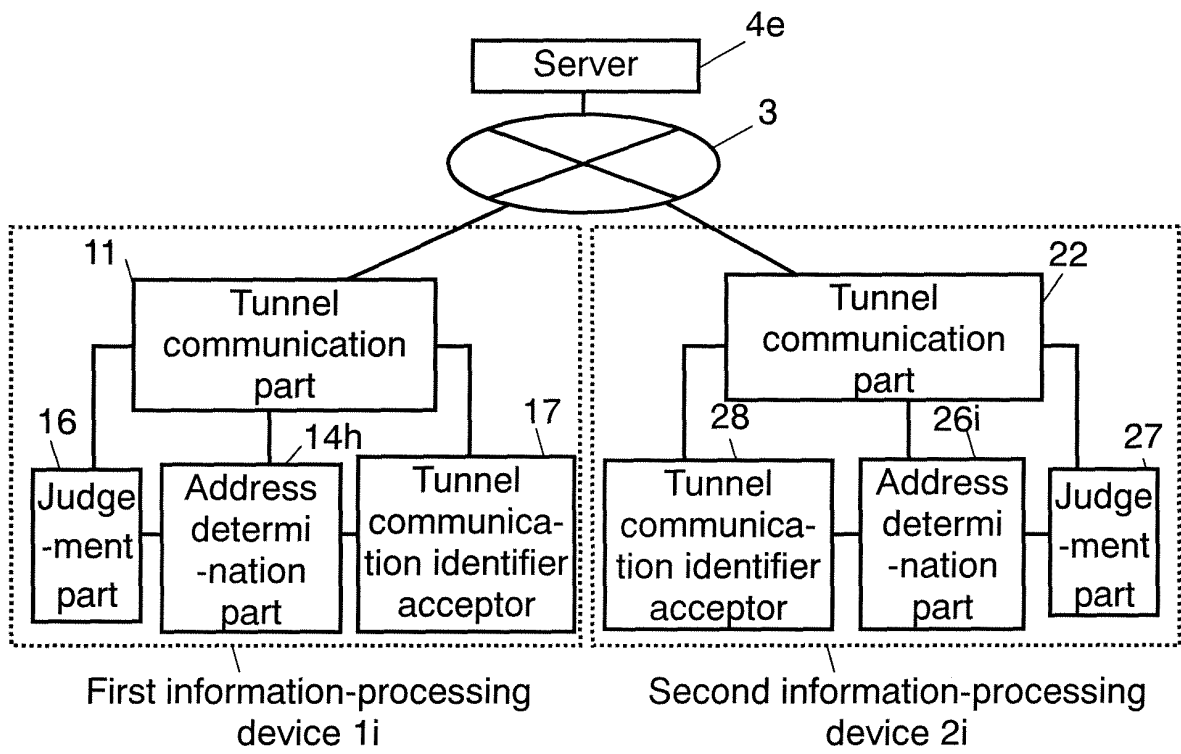 4e
Server
3
11
Tunnel
communication
part
22
Tunnel
communication
part
16
14h
17
28
26i
27
Judge
-ment
part
Address
determi
-nation
part
Tunnel
communica-
tion identifier
acceptor
Tunnel
communica-
tion identifier
acceptor
Address
determi
-nation
part
Judge
-ment
part
First information-processing
device 1i
Second information-processing
device 2i